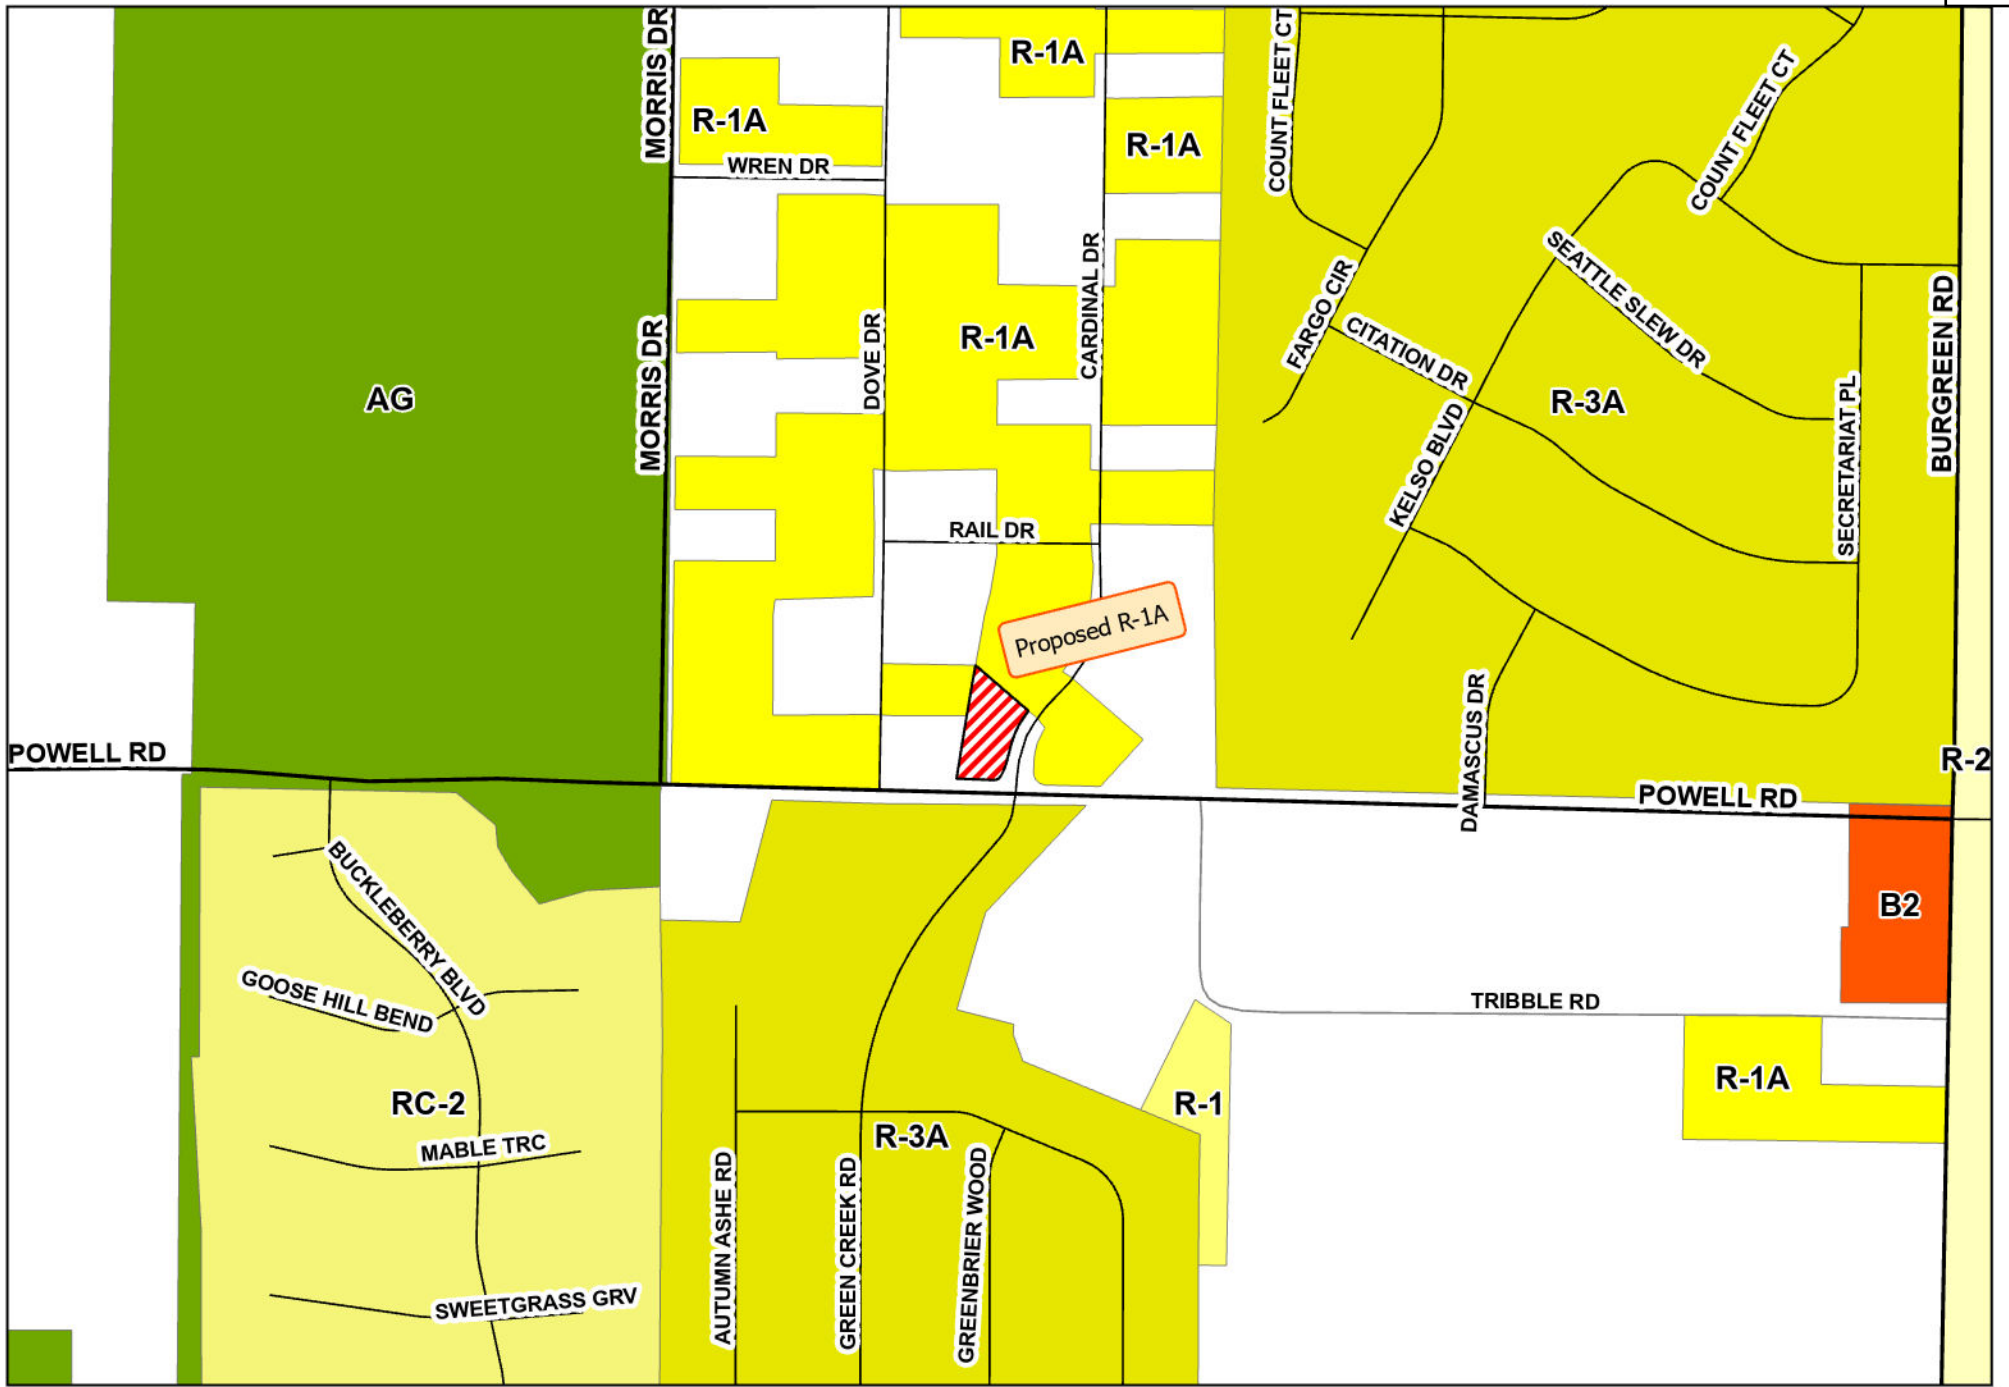 MORRIS DR
R-1A
COUNT FLEET CT
COUNT FLEET CT
R-1A
R-1A
WREN DR
CARDINAL DR
SEATTLE SLEW DR
BURGREEN RD
FARGO CIR
MORRIS DR
DOVE DR
R-1A
CITATION DR
AG
R-3A
SECRETARIAT PL
KELSO BLVD
RAIL DR
Proposed R-1A
DAMASCUS DR
POWELL RD
R-2
POWELL RD
BUCKLEBERRY BLVD
B2
GOOSE HILL BEND
TRIBBLE RD
R-1A
RC-2
R-1
R-3A
MABLE TRC
AUTUMN ASHE RD
GREEN CREEK RD
GREENBRIER WOOD
SWEETGRASS GRV